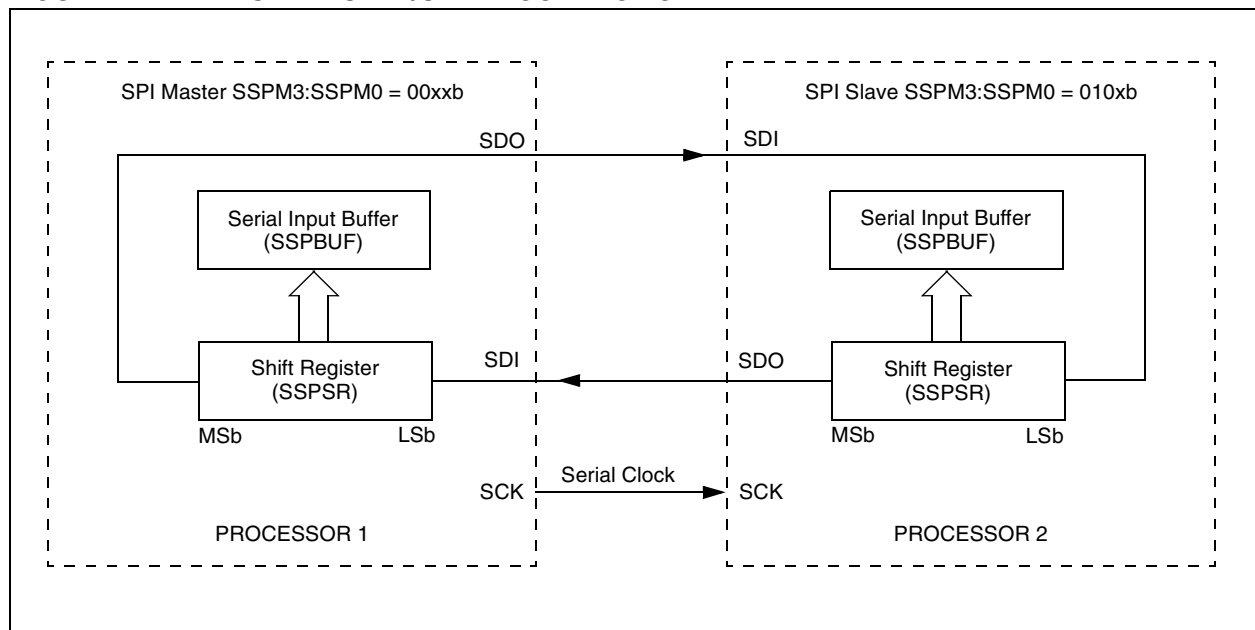 SPI Master SSPM3:SSPM0 = 00xxb
SDO
Serial Input Buffer
(SSPBUF)
Shift Register
(SSPSR)
MSb
LSb
SDI
SCK
PROCESSOR 1
Serial Clock
SPI Slave SSPM3:SSPM0 = 010xb
SDI
Serial Input Buffer
(SSPBUF)
SDO
Shift Register
(SSPSR)
MSb
LSb
SCK
PROCESSOR 2